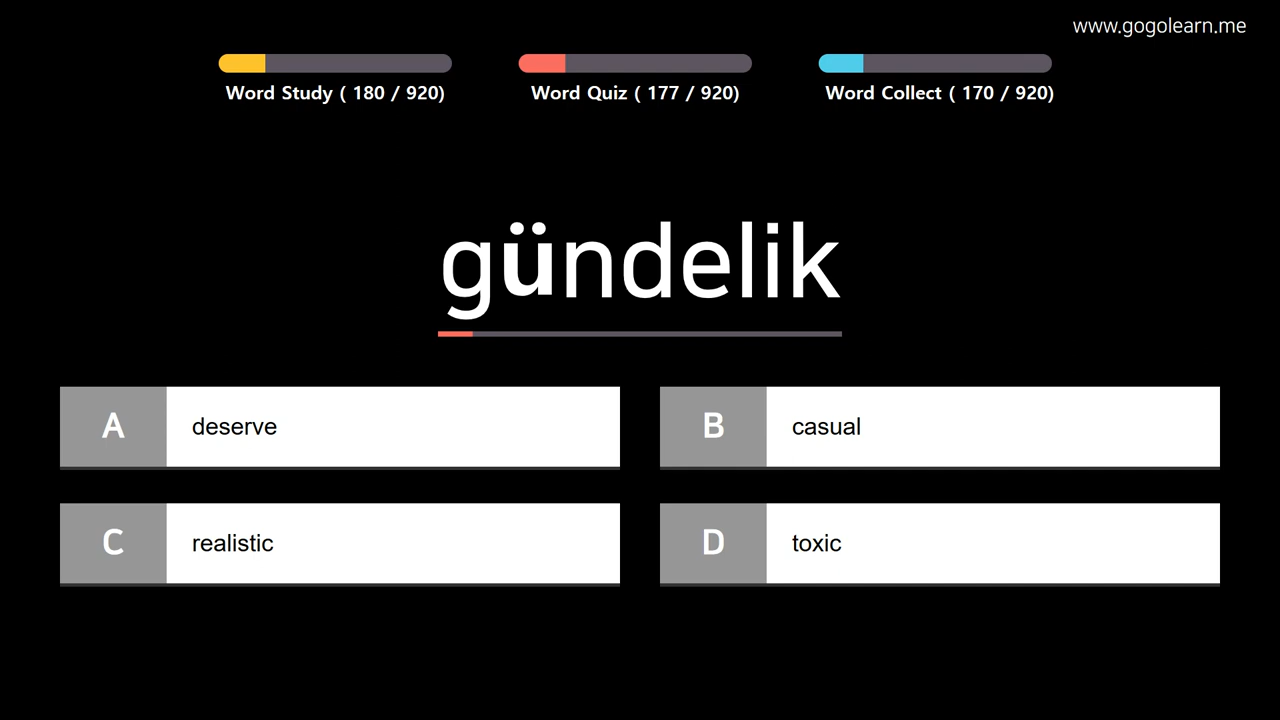 www.gogolearn.me
Word Study ( 180 / 920)
Word Quiz ( 177 / 920)
Word Collect ( 170 / 920)
gündelik
A deserve
B casual
C realistic
D toxic